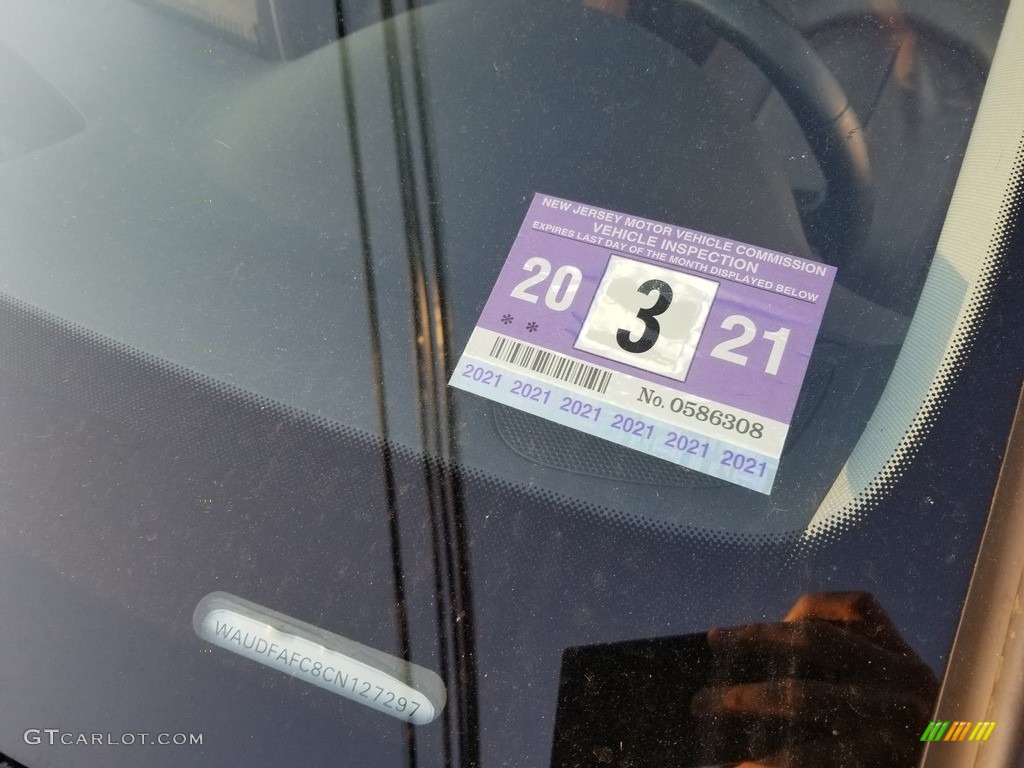 NEW JERSEY MOTOR VEHICLE COMMISSION
VEHICLE INSPECTION
EXPIRES LAST DAY OF THE MONTH DISPLAYED BELOW
20 3 21
**
No. 0586308
2021 2021 2021 2021 2021 2021
WAUDFAFC8CN127297
GTCARLOT.COM